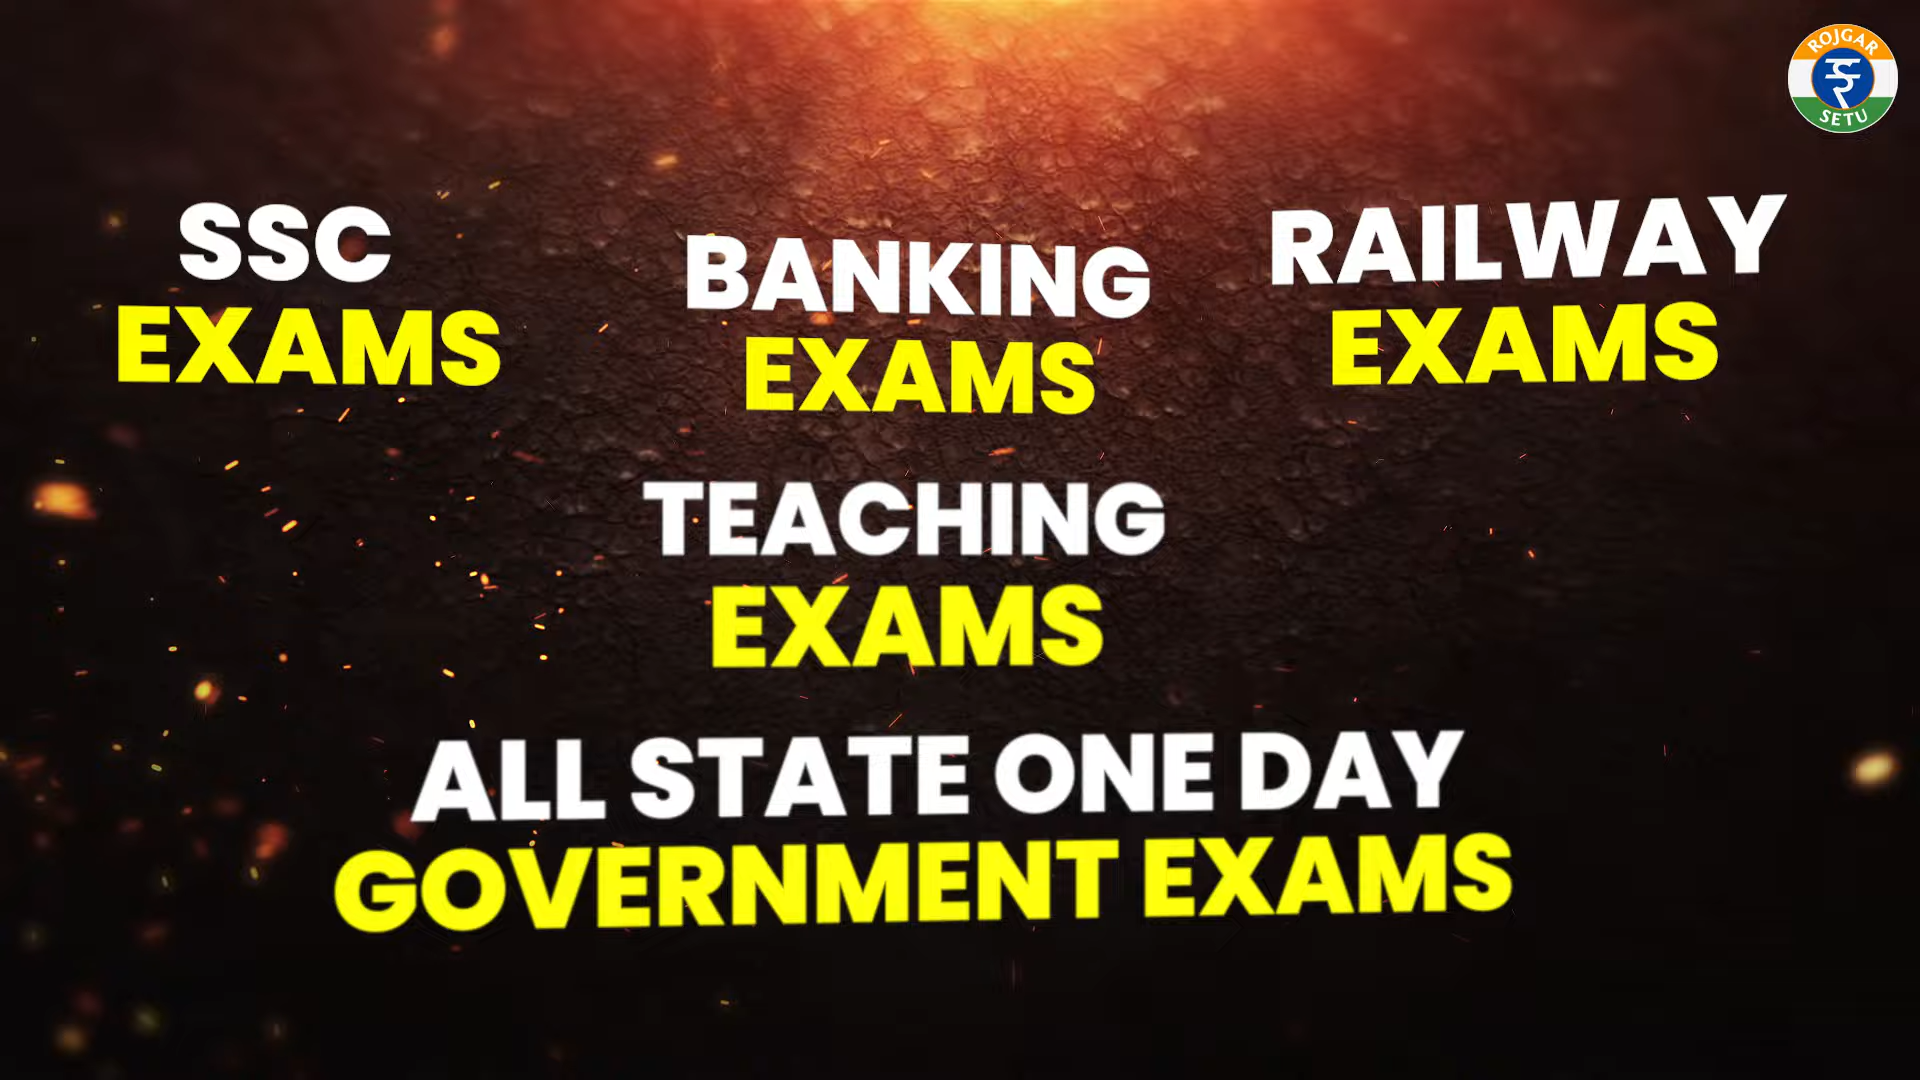 ROJGAR
SETU
SSC
EXAMS
BANKING
EXAMS
RAILWAY
EXAMS
TEACHING
EXAMS
ALL STATE ONE DAY
GOVERNMENT EXAMS